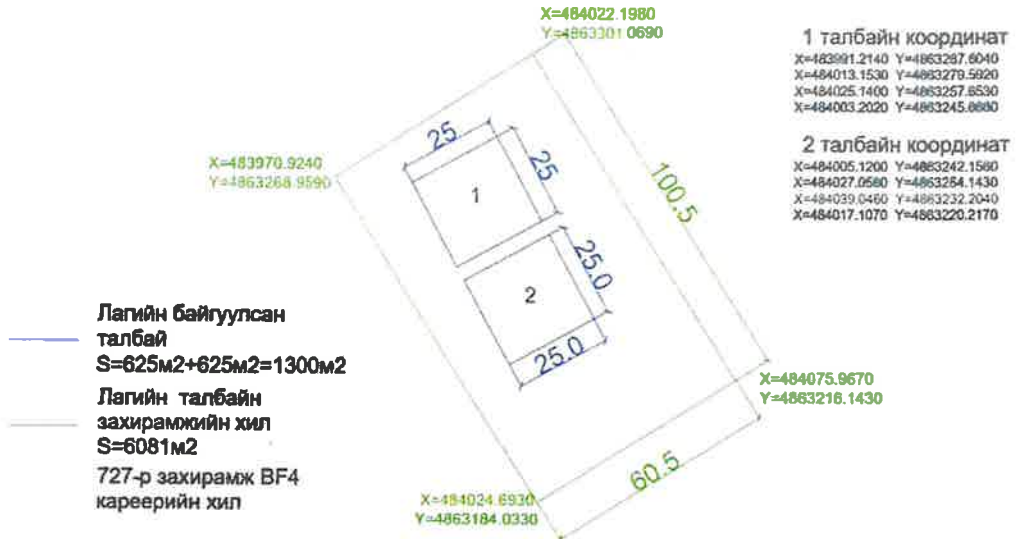 X=484022.1980
Y=4863301.0690
1 талбайн координат
X=483991.2140 Y=4863267.6040
X=484013.1530 Y=4863279.5920
X=484025.1400 Y=4863257.6530
X=484003.2020 Y=4863245.6660
2 талбайн координат
X=484005.1200 Y=4863242.1560
X=484027.0580 Y=4863254.1430
X=484039.0460 Y=4863232.2040
X=484017.1070 Y=4863220.2170
X=483970.9240
Y=4863268.9590
25
25
1
100.5
25.0
2
25.0
Лагийн байгуулсан
талбай
S=625м2+625м2=1300м2
Лагийн талбайн
захирамжийн хил
S=6081м2
727-р захирамж BF4
кареерийн хил
X=484075.9670
Y=4863216.1430
60.5
X=484024.6930
Y=4863184.0330